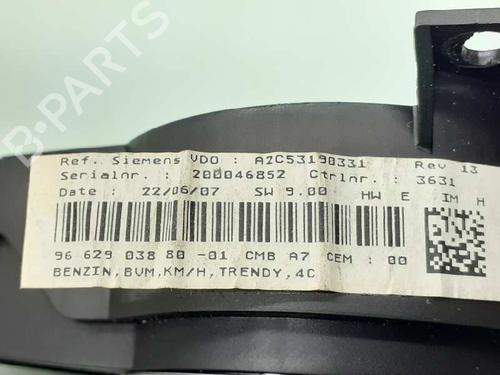 B-PARTS
Ref. Siemens VDO : A2C53190331 Rev 13
Serialnr. : 200046852 Ctrlnr. : 3631
Date : 22/06/07 SW 9.00 HW E IM H
96 629 038 80 -01 CMB A7 CEM : 00
BENZIN,BVM,KM/H,TRENDY,4C